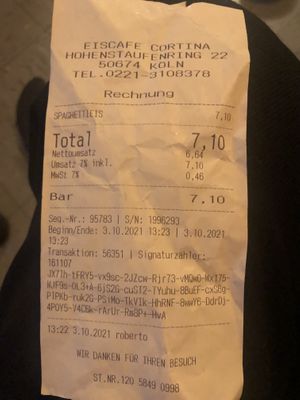 EISCAFE CORTINA
HOHENSTAUFENRING 22
50674 KÖLN
TEL.0221-3108378
Rechnung
SPAGHETTIEIS 7,10
Total 7,10
Nettoumsatz 6,64
Umsatz 7% inkl. 7,10
MwSt 7% 0,46
Bar 7,10
Seq.-Nr.: 95783 | S/N: 1996293
Beginn/Ende: 3.10.2021 13:23 | 3.10.2021
13:23
Transaktion: 56351 | Signaturzähler:
161107
13:22 3.10.2021 roberto
WIR DANKEN FÜR IHREN BESUCH
ST.NR.120 5849 0998